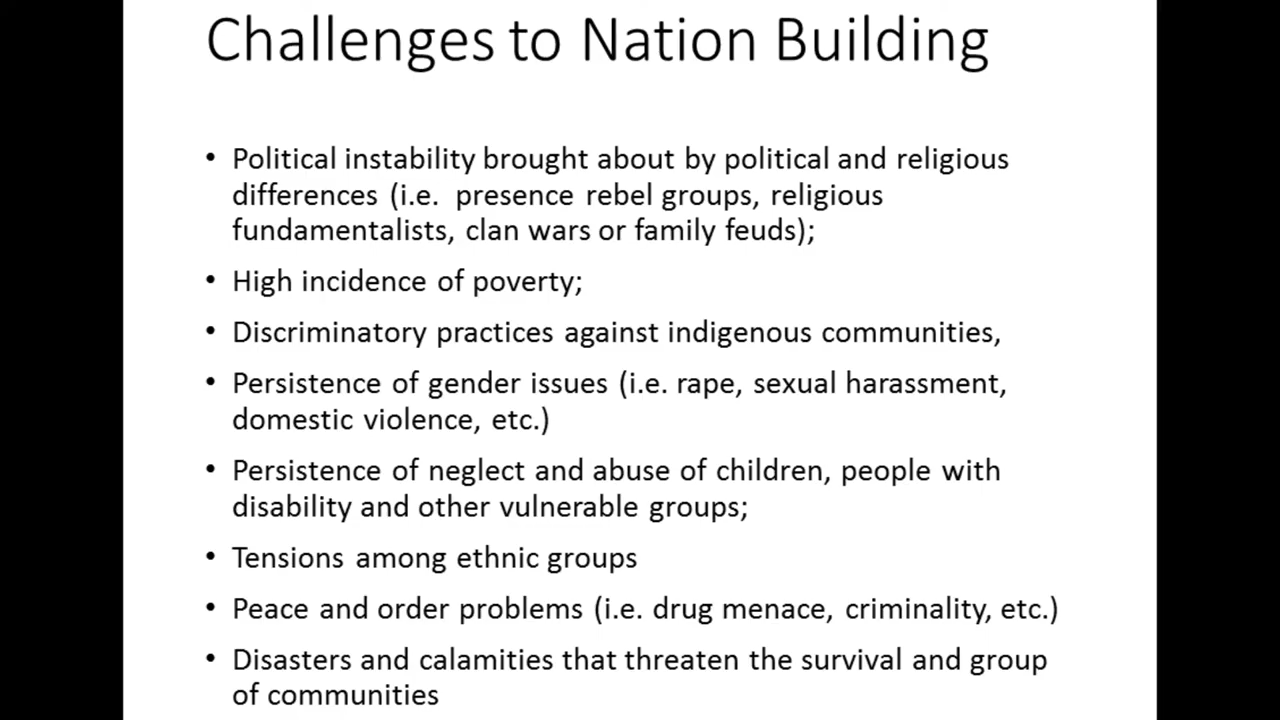 Challenges to Nation Building
• Political instability brought about by political and religious
differences (i.e. presence rebel groups, religious
fundamentalists, clan wars or family feuds);
• High incidence of poverty;
• Discriminatory practices against indigenous communities,
• Persistence of gender issues (i.e. rape, sexual harassment,
domestic violence, etc.)
• Persistence of neglect and abuse of children, people with
disability and other vulnerable groups;
• Tensions among ethnic groups
• Peace and order problems (i.e. drug menace, criminality, etc.)
• Disasters and calamities that threaten the survival and group
of communities